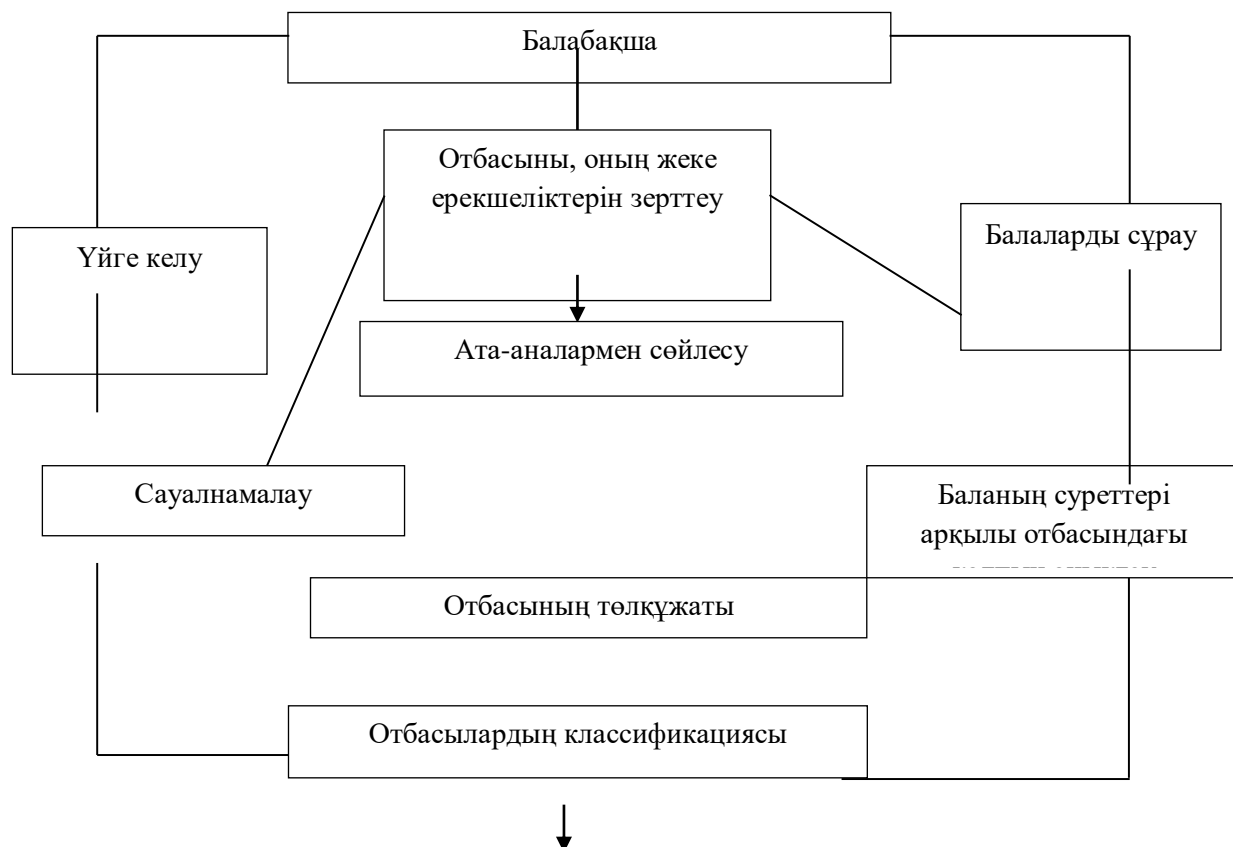 Балабақша
Отбасыны, оның жеке
ерекшеліктерін зерттеу
Үйге келу
Балаларды сұрау
Ата-аналармен сөйлесу
Сауалнамалау
Баланың суреттері
арқылы отбасындағы
Отбасының төлқұжаты
Отбасылардың классификациясы